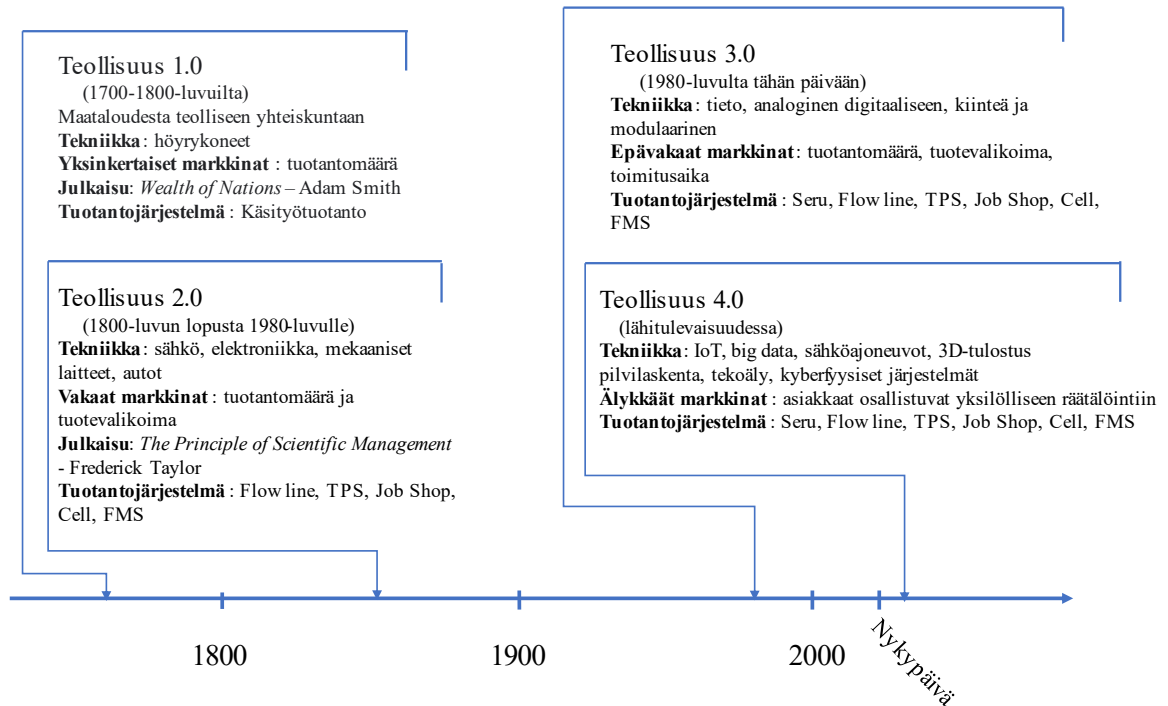 Teollisuus 1.0
(1700-1800-luvuilta)
Maataloudesta teolliseen yhteiskuntaan
Tekniikka : höyrykoneet
Yksinkertaiset markkinat : tuotantomäärä
Julkaisu: Wealth of Nations – Adam Smith
Tuotantojärjestelmä : Käsityötuotanto
Teollisuus 2.0
(1800-luvun lopusta 1980-luvulle)
Tekniikka : sähkö, elektroniikka, mekaaniset
laitteet, autot
Vakaat markkinat : tuotantomäärä ja
tuotevalikoima
Julkaisu: The Principle of Scientific Management
- Frederick Taylor
Tuotantojärjestelmä : Flow line, TPS, Job Shop,
Cell, FMS
Teollisuus 3.0
(1980-luvulta tähän päivään)
Tekniikka : tieto, analoginen digitaaliseen, kiinteä ja
modulaarinen
Epävakaat markkinat : tuotantomäärä, tuotevalikoima,
toimitusaika
Tuotantojärjestelmä : Seru, Flow line, TPS, Job Shop, Cell,
FMS
Teollisuus 4.0
(lähitulevaisuudessa)
Tekniikka: IoT, big data, sähköajoneuvot, 3D-tulostus
pilvilaskenta, tekoäly, kyberfyysiset järjestelmät
Älykkäät markkinat : asiakkaat osallistuvat yksilölliseen räätälöintiin
Tuotantojärjestelmä : Seru, Flow line, TPS, Job Shop, Cell, FMS
1800
1900
2000
Nykypäivä